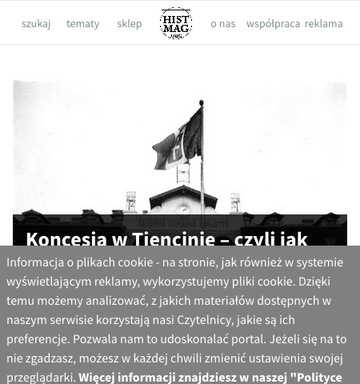 szukaj tematy sklep HIST MAG .org o nas współpraca reklama
Koncesja w Tiencinie – czyli jak
Informacja o plikach cookie - na stronie, jak również w systemie
wyświetlającym reklamy, wykorzystujemy pliki cookie. Dzięki
temu możemy analizować, z jakich materiałów dostępnych w
naszym serwisie korzystają nasi Czytelnicy, jakie są ich
preferencje. Pozwala nam to udoskonalać portal. Jeżeli się na to
nie zgadzasz, możesz w każdej chwili zmienić ustawienia swojej
przeglądarki. Więcej informacji znajdziesz w naszej "Polityce